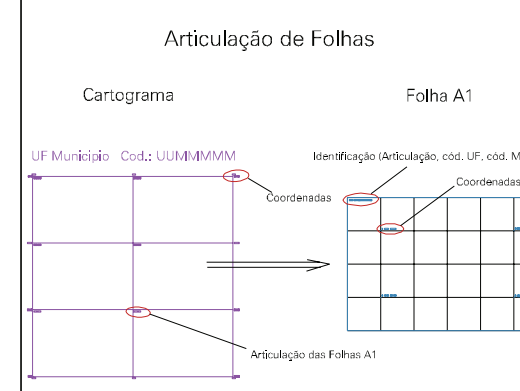 Articulação de Folhas
Cartograma
Folha A1
UF Municipio Cod.: UUMMMMM
Identificação (Articulação, cód. UF, cód. M
Coordenadas
Coordenadas
Articulação das Folhas A1